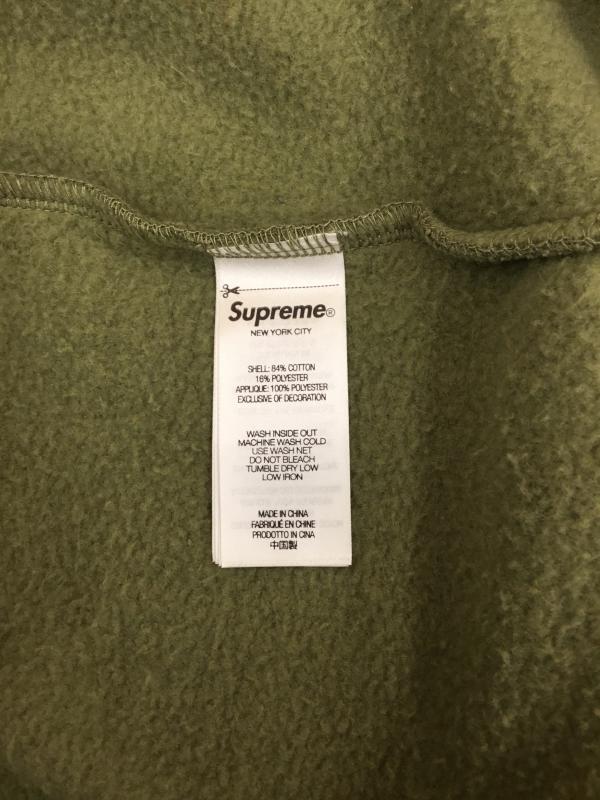 Supreme®
NEW YORK CITY
SHELL: 84% COTTON
16% POLYESTER
APPLIQUE: 100% POLYESTER
EXCLUSIVE OF DECORATION
WASH INSIDE OUT
MACHINE WASH COLD
USE WASH NET
DO NOT BLEACH
TUMBLE DRY LOW
LOW IRON
MADE IN CHINA
FABRIQUÉ EN CHINE
PRODOTTO IN CINA
中国製